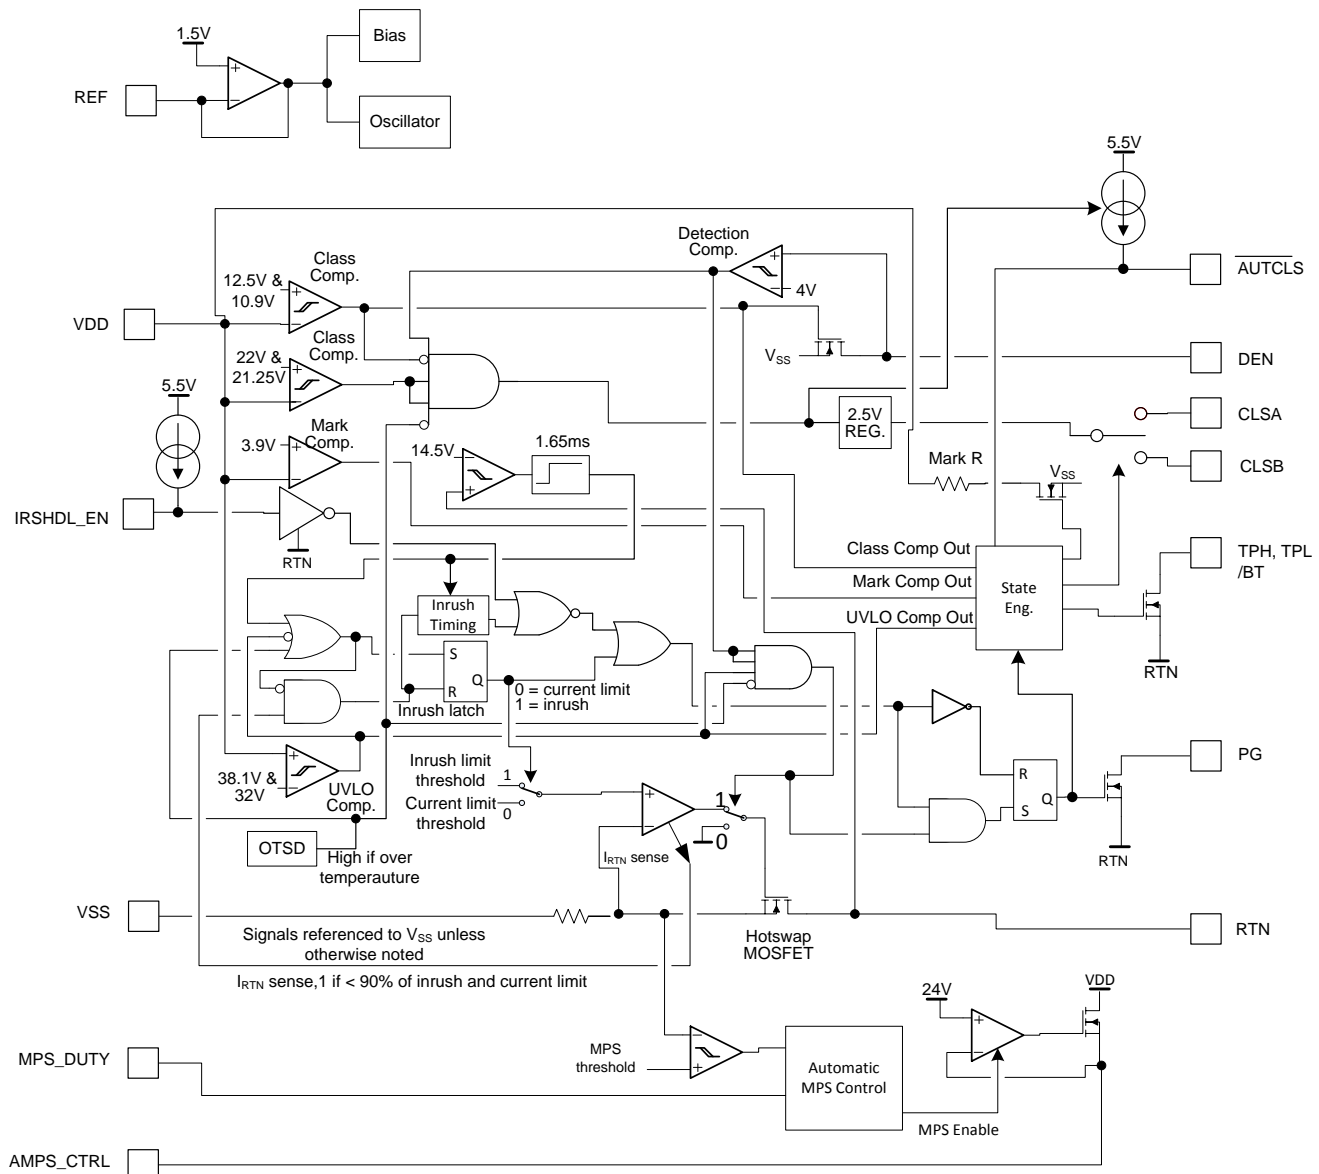 1.5V
Bias
REF
Oscillator
5.5V
Detection
Comp.
Class
Comp.
12.5V &
10.9V
4V
AUTCLS
VDD
Class
Comp.
22V &
21.25V
VSS
DEN
5.5V
2.5V
REG.
CLSA
Mark
Comp.
3.9V
14.5V
1.65ms
Mark R
VSS
CLSB
IRSHDL_EN
RTN
Class Comp Out
TPH, TPL
/BT
Mark Comp Out
State
Eng.
Inrush
Timing
UVLO Comp Out
S
Q
R
RTN
0 = current limit
1 = inrush
Inrush latch
38.1V &
32V
UVLO
Comp.
Inrush limit
threshold
1
Current limit
threshold
0
1
0
R
Q
S
PG
OTSD
High if over
temperauture
IRTN sense
RTN
VSS
Signals referenced to VSS unless
otherwise noted
Hotswap
MOSFET
RTN
IRTN sense,1 if < 90% of inrush and current limit
24V
VDD
MPS_DUTY
MPS
threshold
Automatic
MPS Control
MPS Enable
AMPS_CTRL